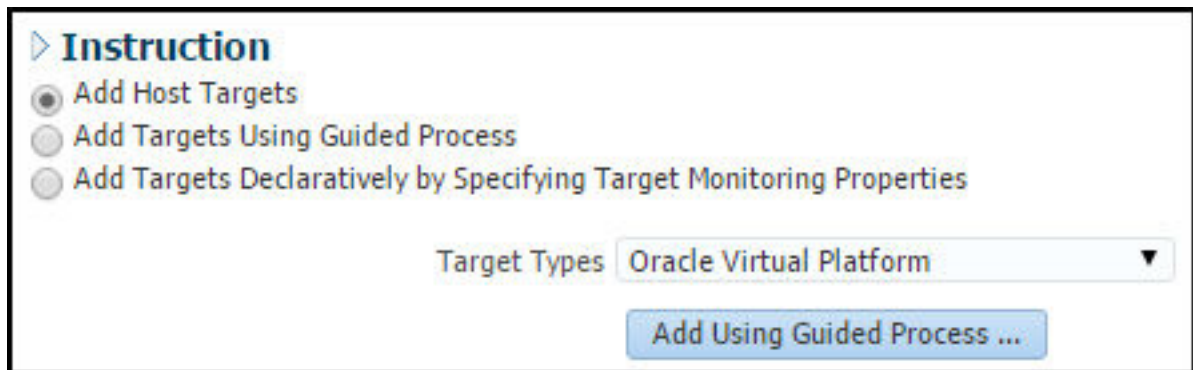 Instruction
Add Host Targets
Add Targets Using Guided Process
Add Targets Declaratively by Specifying Target Monitoring Properties
Target Types Oracle Virtual Platform
Add Using Guided Process ...